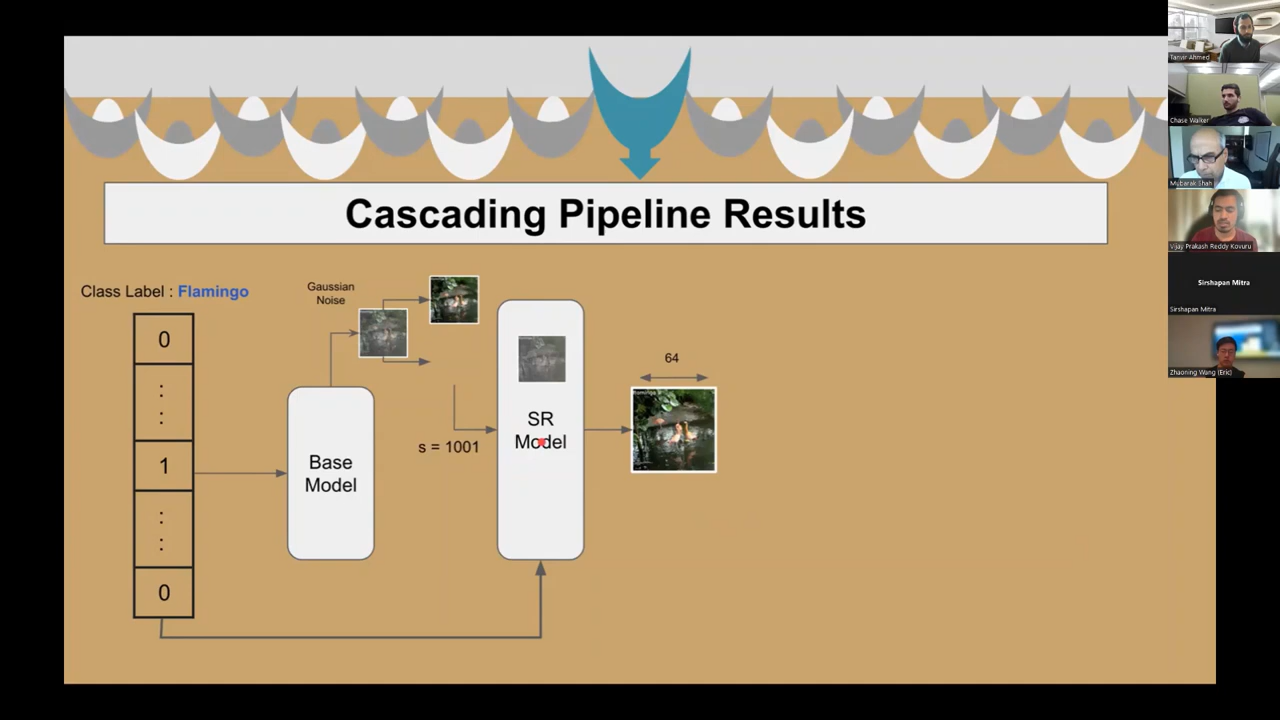 Cascading Pipeline Results
Class Label : Flamingo
Gaussian
Noise
0
:
:
1
:
:
0
Base
Model
s = 1001
SR
Model
64
Tanvir Ahmed
Chase Walker
Mubarak Shah
Vijay Prakash Reddy Kovuru
Sirshapan Mitra
Sirshapan Mitra
Zhaoning Wang (Eric)